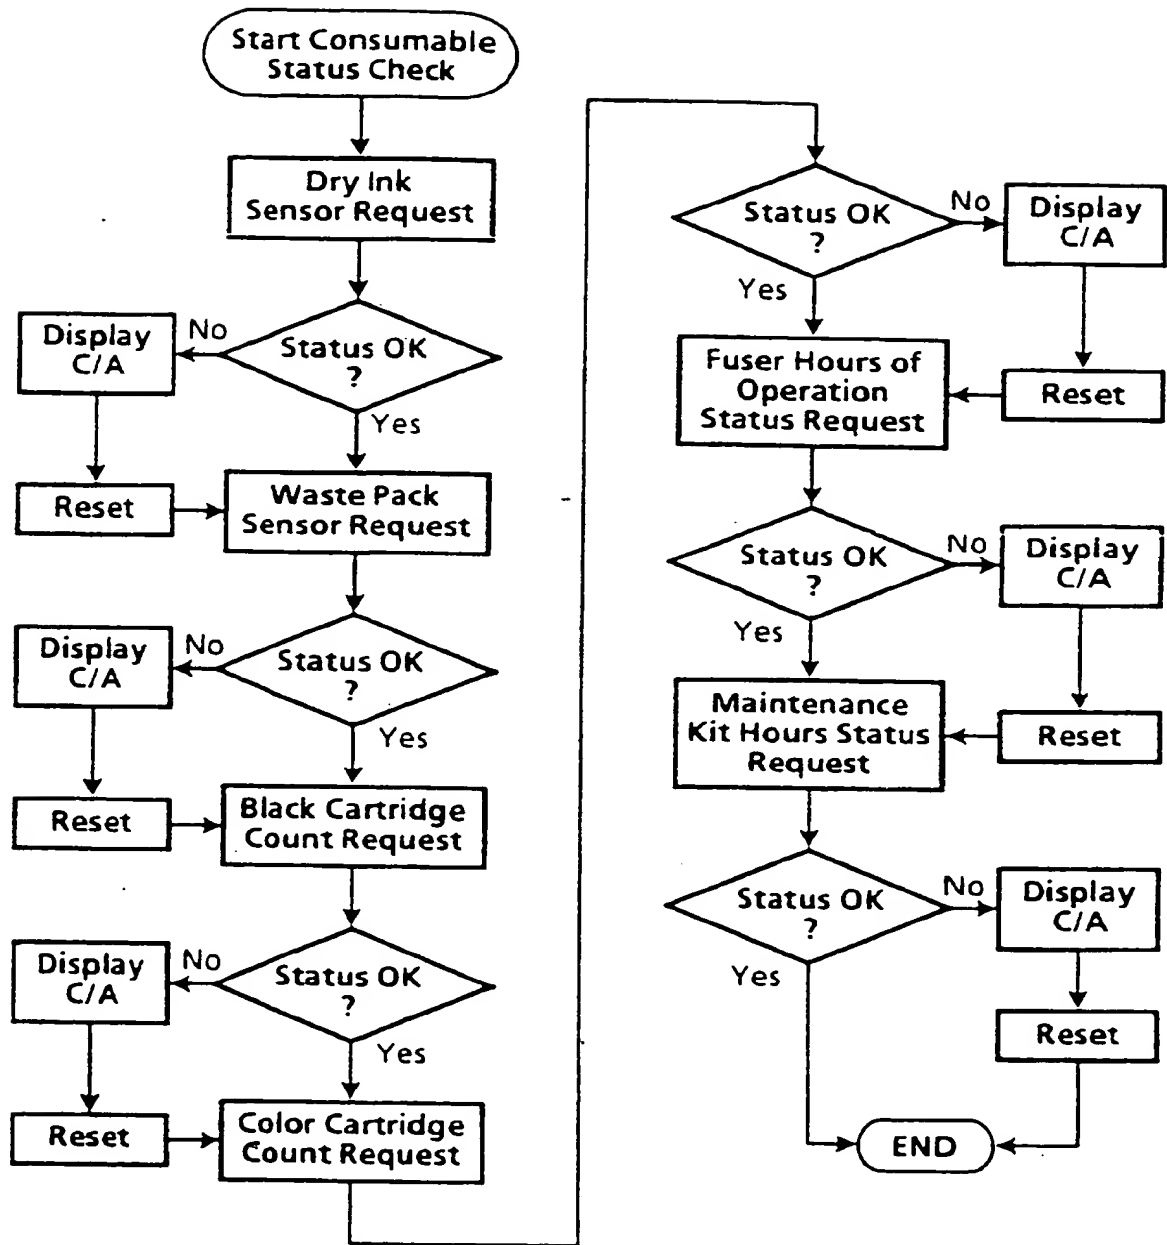 Start Consumable
Status Check
Dry Ink
Sensor Request
Status OK
?
No
Display
C/A
Reset
Yes
Waste Pack
Sensor Request
Status OK
?
No
Display
C/A
Reset
Yes
Black Cartridge
Count Request
Status OK
?
No
Display
C/A
Reset
Yes
Color Cartridge
Count Request
Status OK
?
No
Display
C/A
Reset
Yes
Fuser Hours of
Operation
Status Request
Status OK
?
No
Display
C/A
Reset
Yes
Maintenance
Kit Hours Status
Request
Status OK
?
No
Display
C/A
Reset
Yes
END